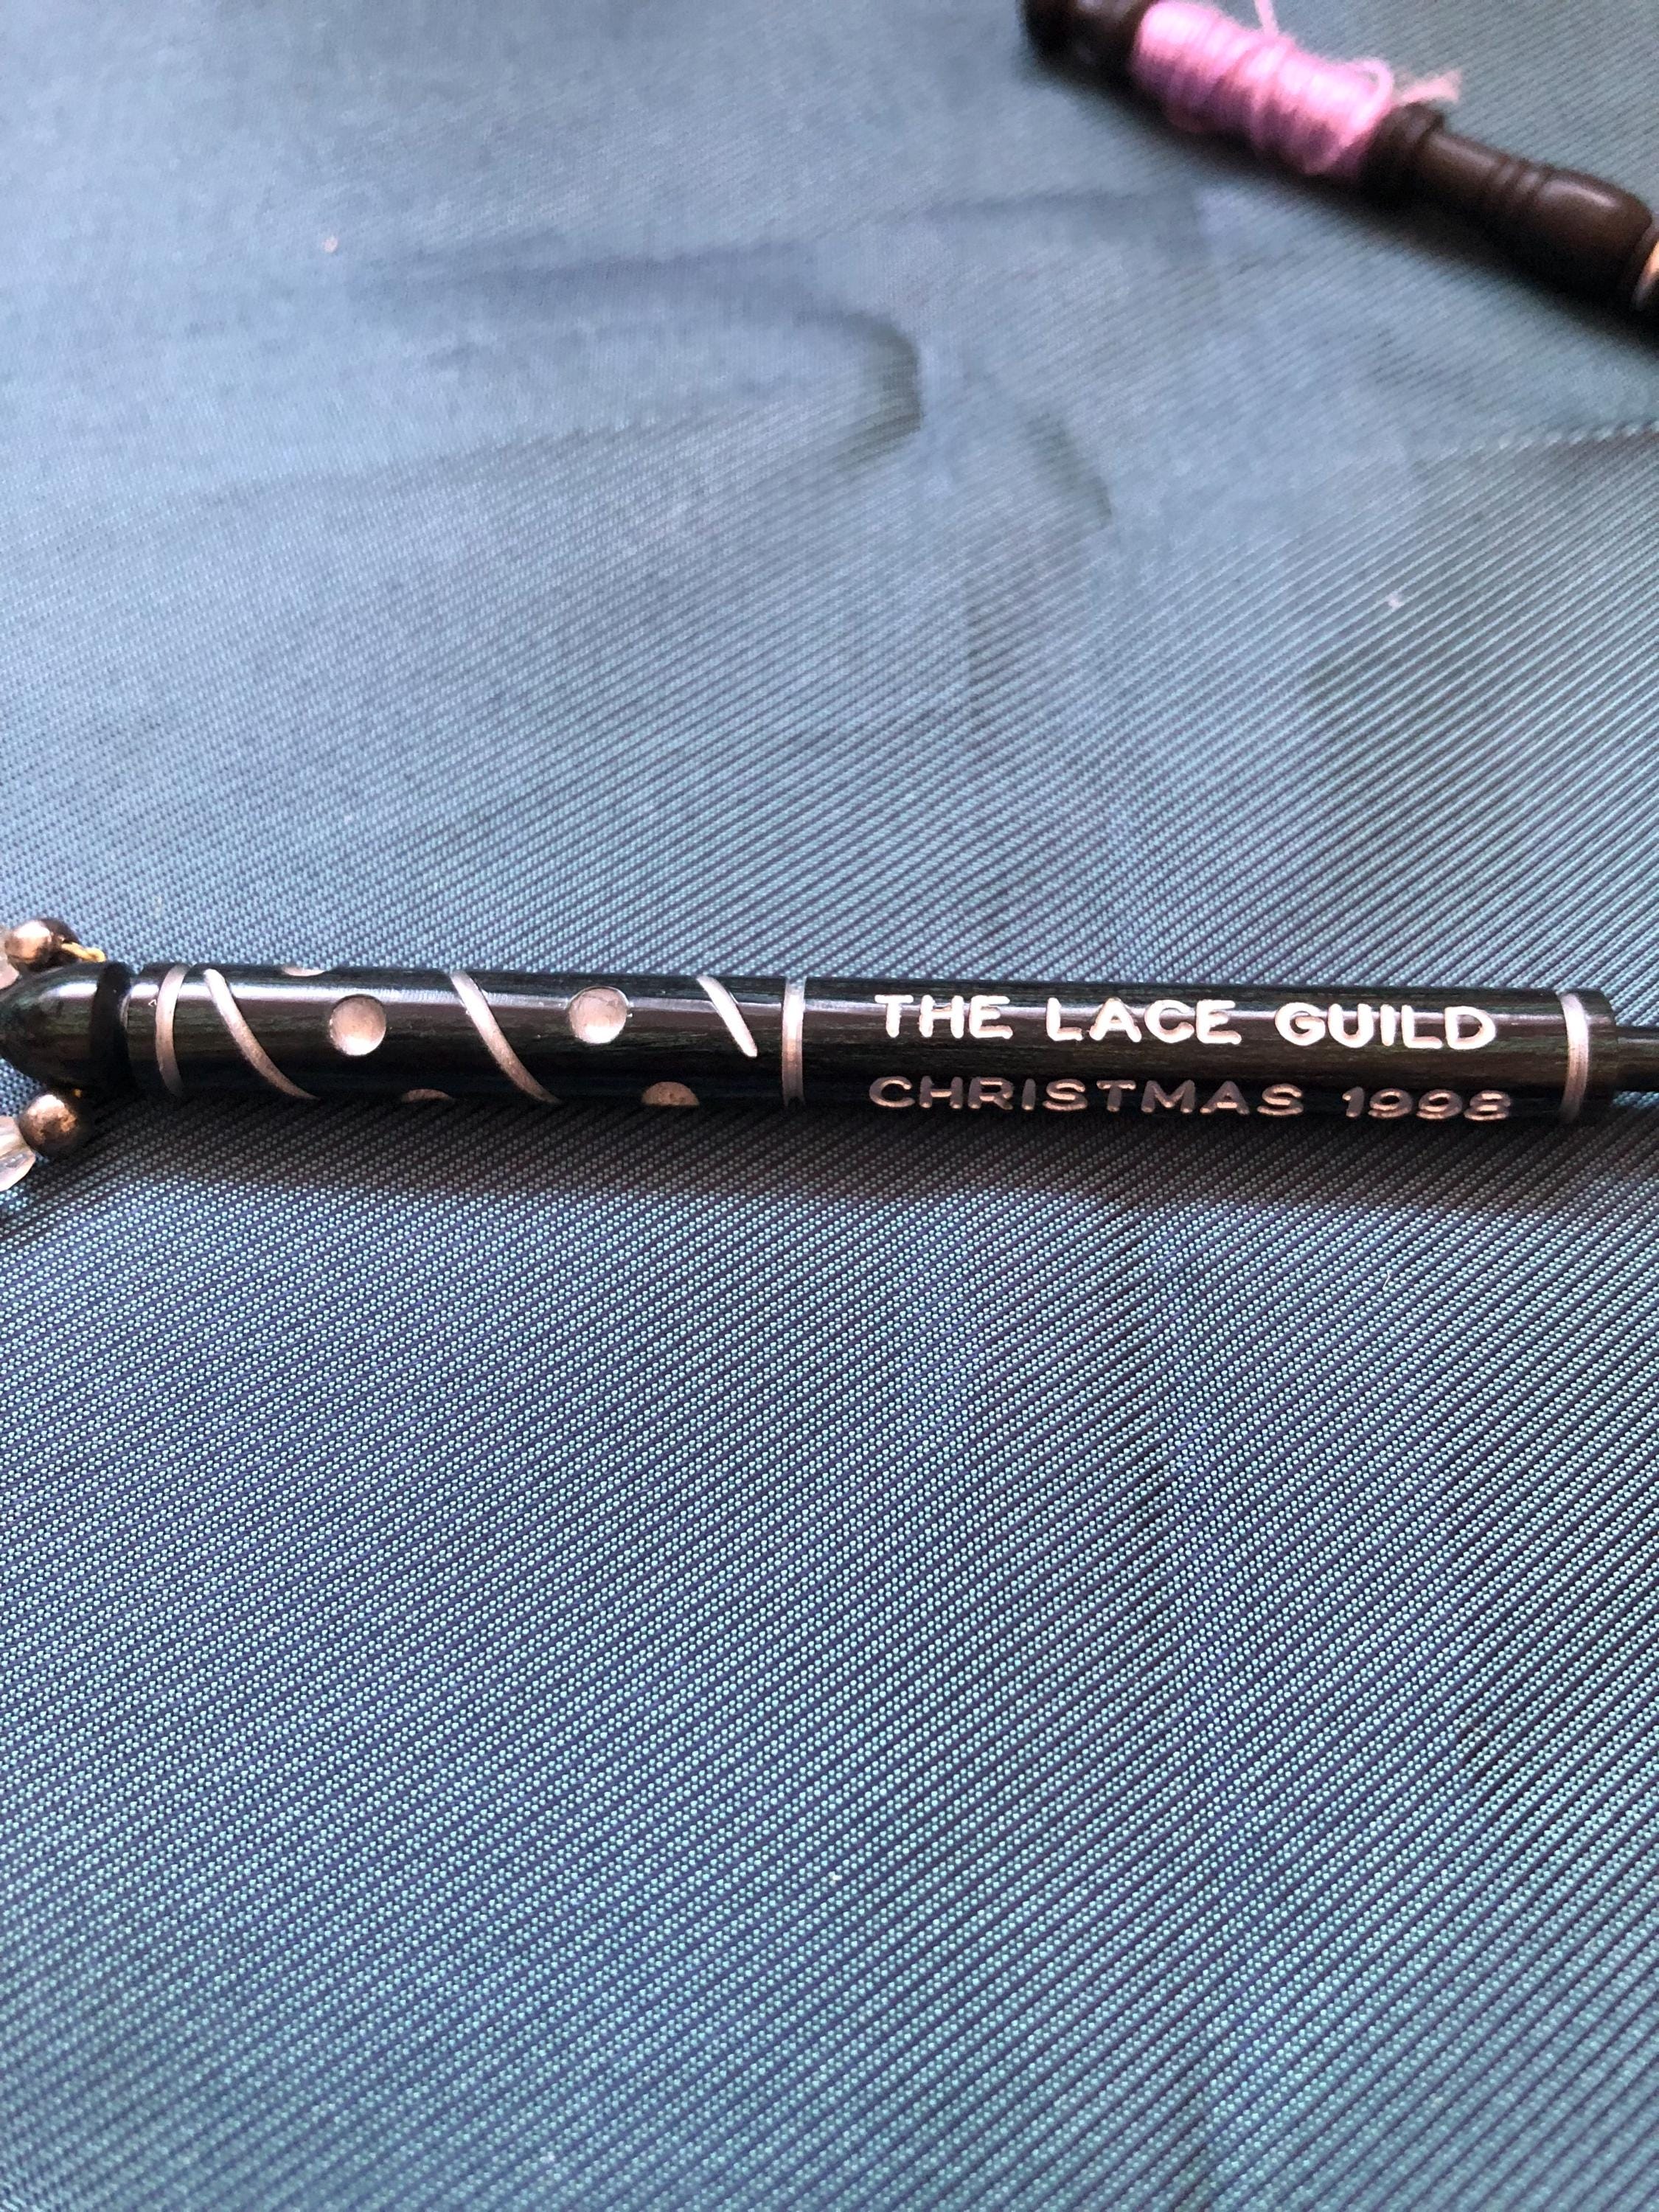 THE LACE GUILD
CHRISTMAS 1998